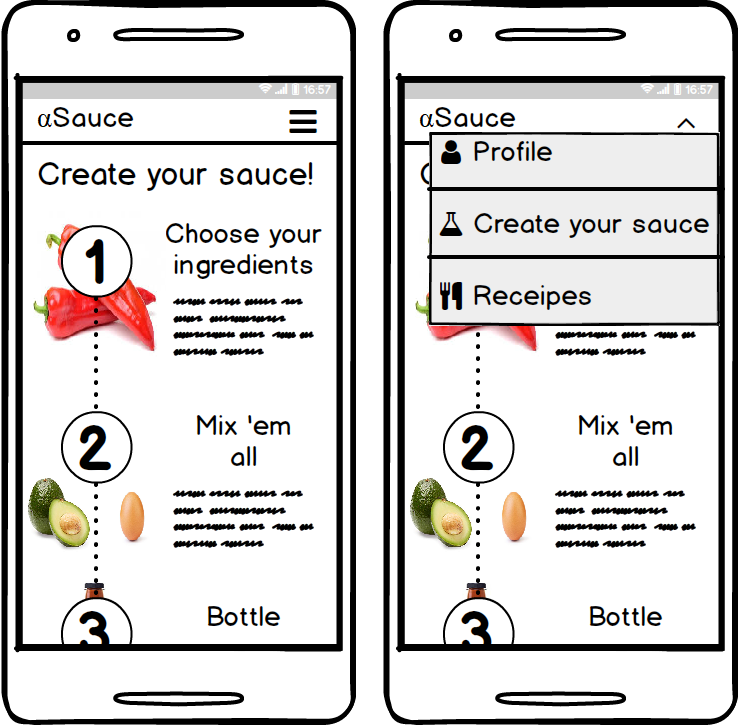 16:57
αSauce
Create your sauce!
1
Choose your
ingredients
2
Mix 'em
all
3
Bottle
16:57
αSauce
Profile
Create your sauce
Receipes
2
Mix 'em
all
3
Bottle